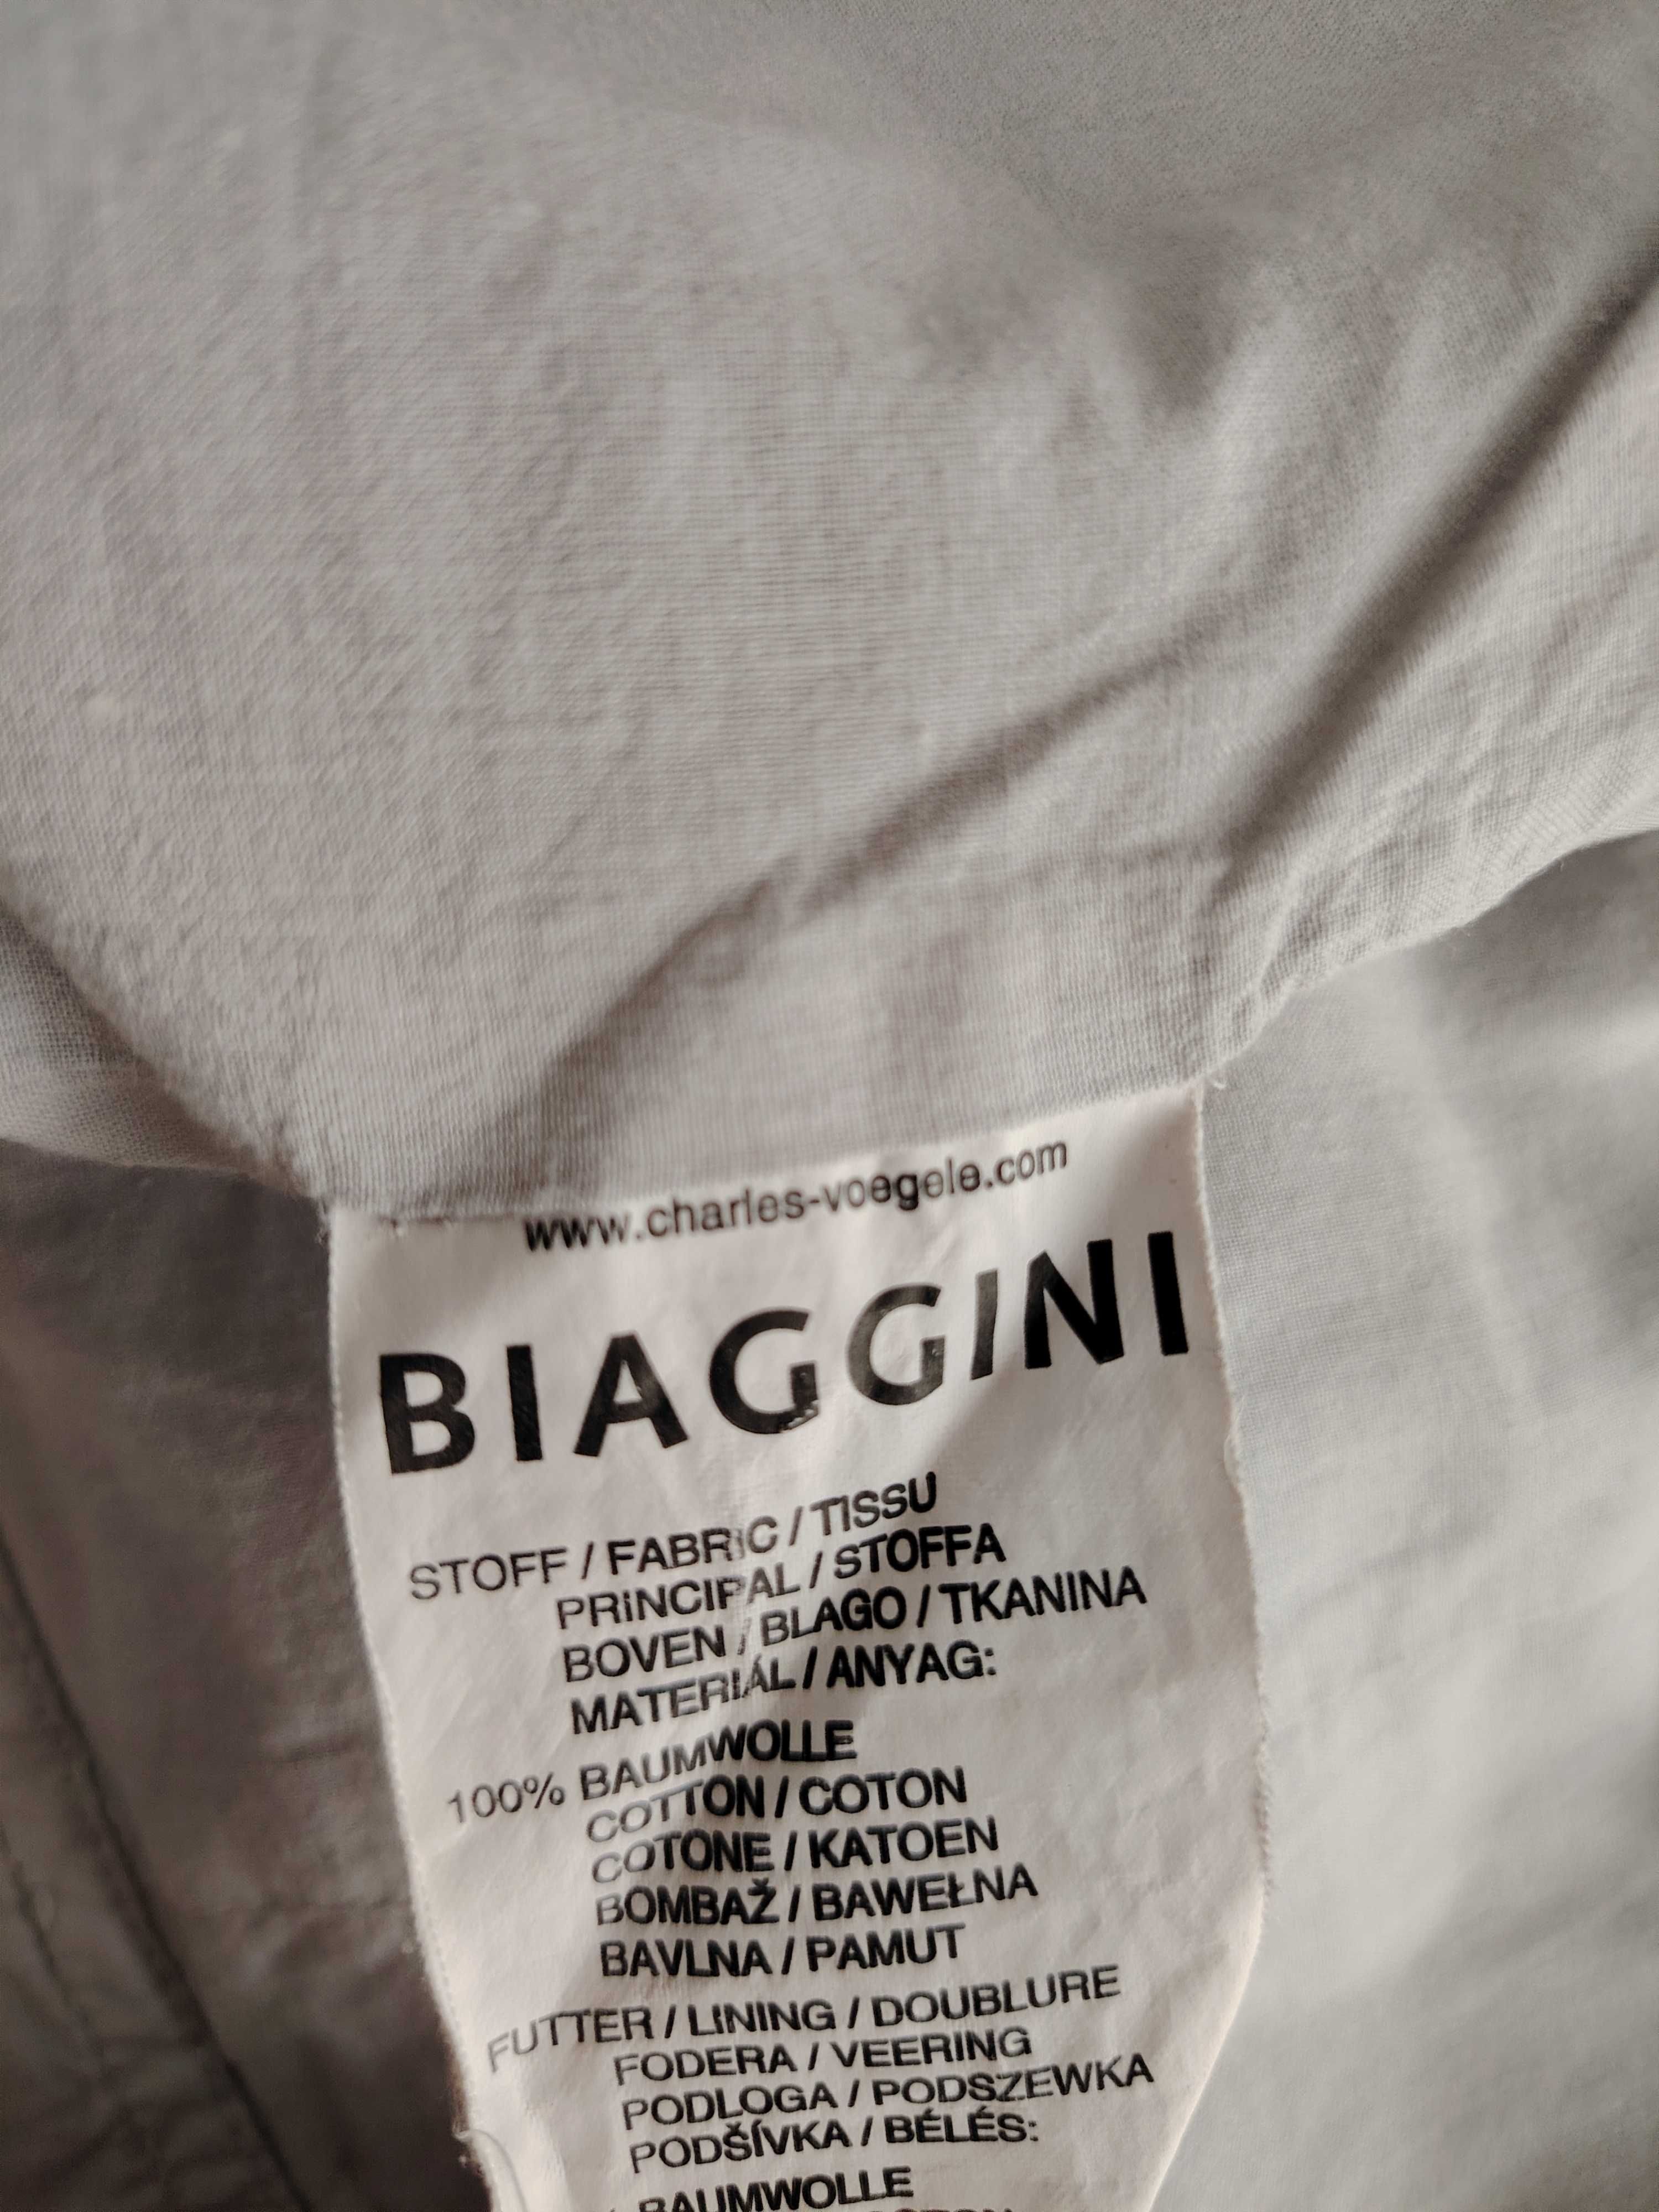 www.charles-voegele.com
BIAGGINI
STOFF / FABRIC / TISSU
PRINCIPAL / STOFFA
BOVEN / BLAGO / TKANINA
MATERIÁL / ANYAG:
100% BAUMWOLLE
COTTON / COTON
COTONE / KATOEN
BOMBAŽ / BAWEŁNA
BAVLNA / PAMUT
FUTTER / LINING / DOUBLURE
FODERA / VEERING
PODLOGA / PODSZEWKA
PODŠÍVKA / BÉLÉS:
BAUMWOLLE